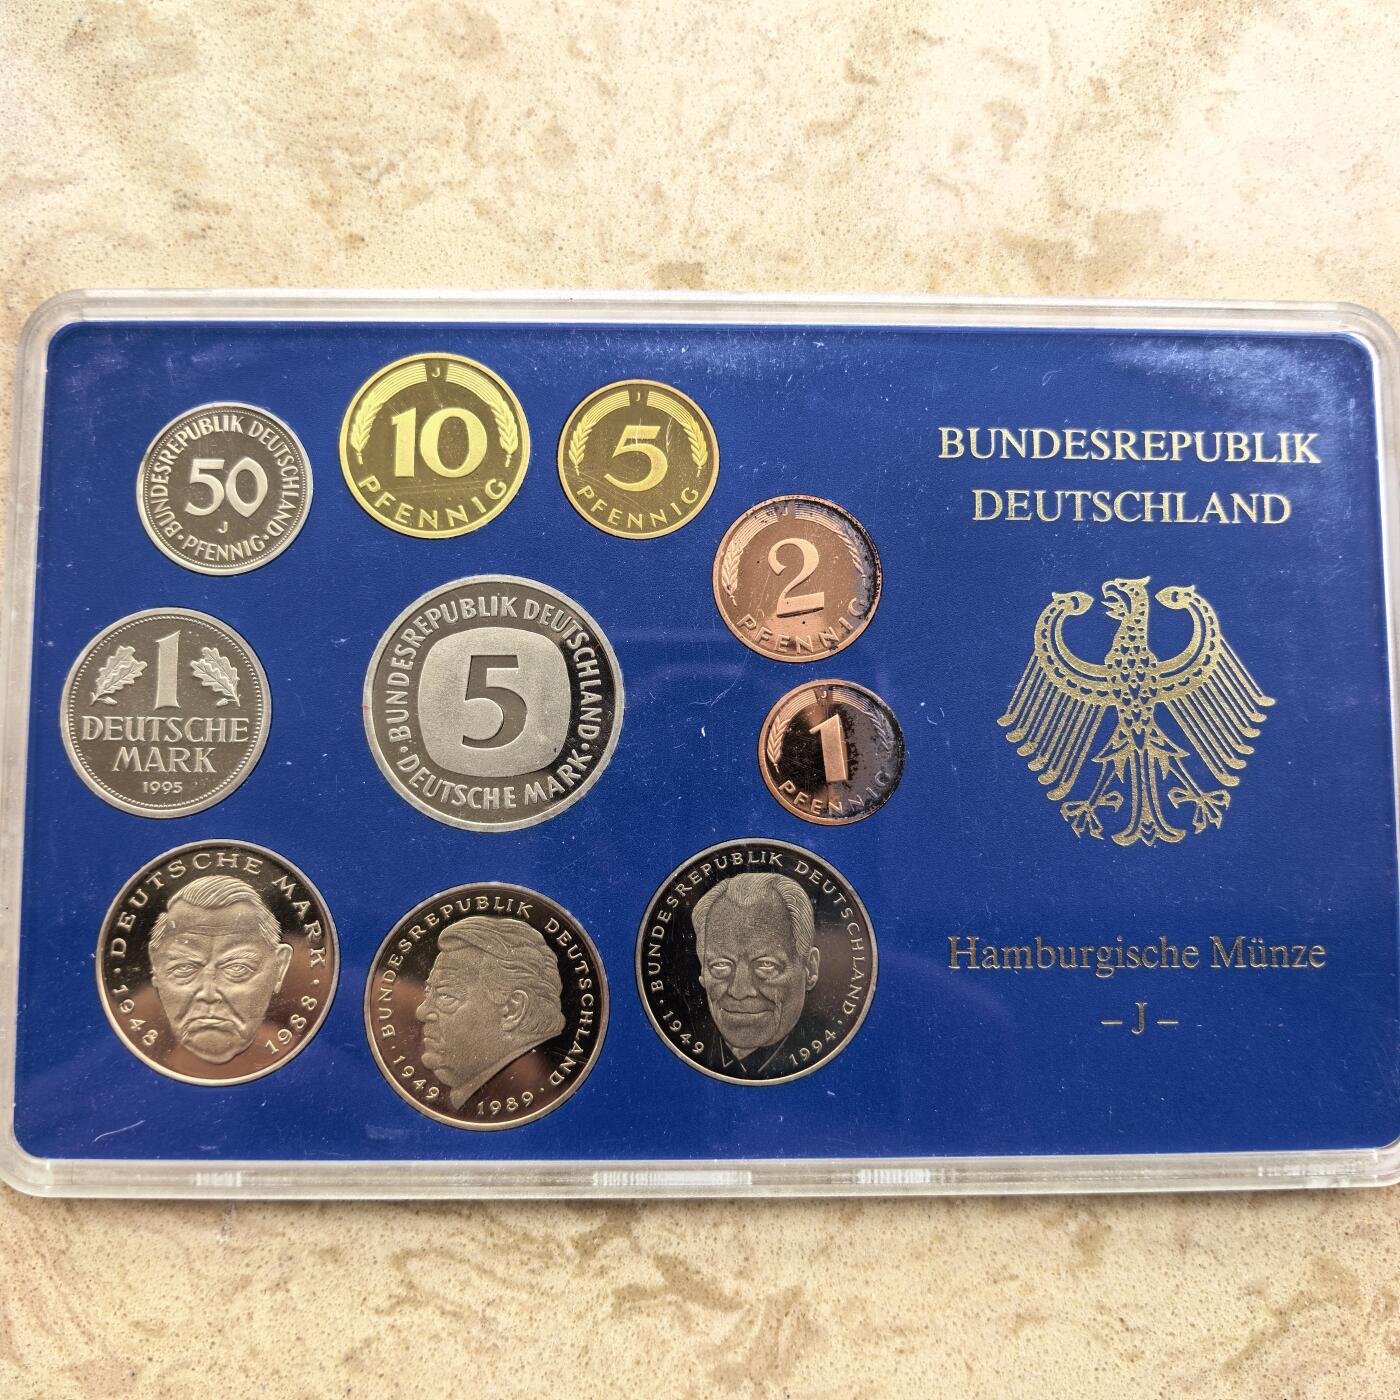 BUNDESREPUBLIK DEUTSCHLAND
50
J
·PFENNIG·
J
10
PFENNIG
J
5
PFENNIG
J
2
PFENNIG
BUNDESREPUBLIK
DEUTSCHLAND
1
DEUTSCHE
MARK
1995
·BUNDESREPUBLIK DEUTSCHLAND·
5
DEUTSCHE MARK
J
1
PFENNIG
DEUTSCHE MARK
·1948 1988·
BUNDESREPUBLIK DEUTSCHLAND
·1949 1989·
BUNDESREPUBLIK DEUTSCHLAND
·1949 1994·
Hamburgische Münze
– J –